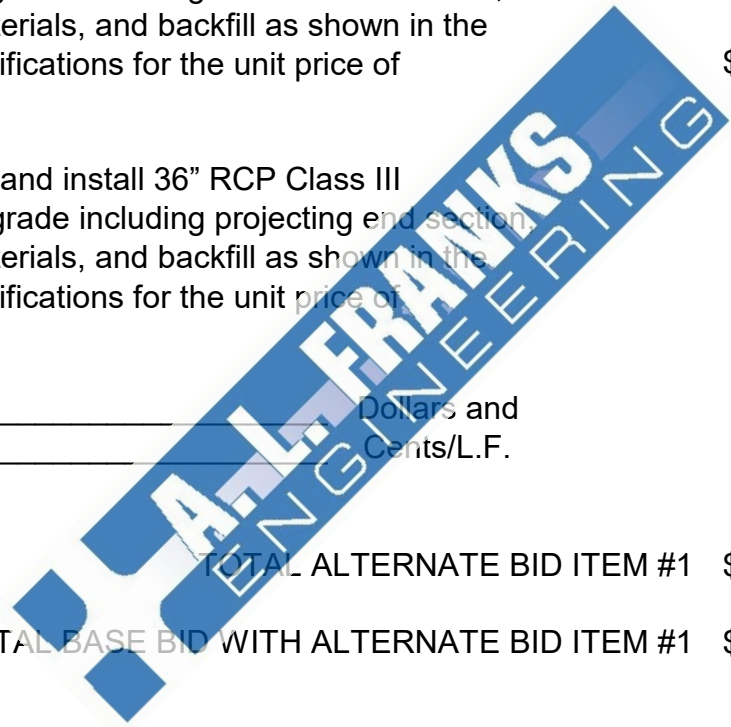 erials, and backfill as shown in the
ifications for the unit price of $
and install 36” RCP Class III
grade including projecting end section,
erials, and backfill as shown in the
ifications for the unit price of
Dollars and
Cents/L.F.
TOTAL ALTERNATE BID ITEM #1 $
TAL BASE BID WITH ALTERNATE BID ITEM #1 $
A. L. FRANKS
ENGINEERING